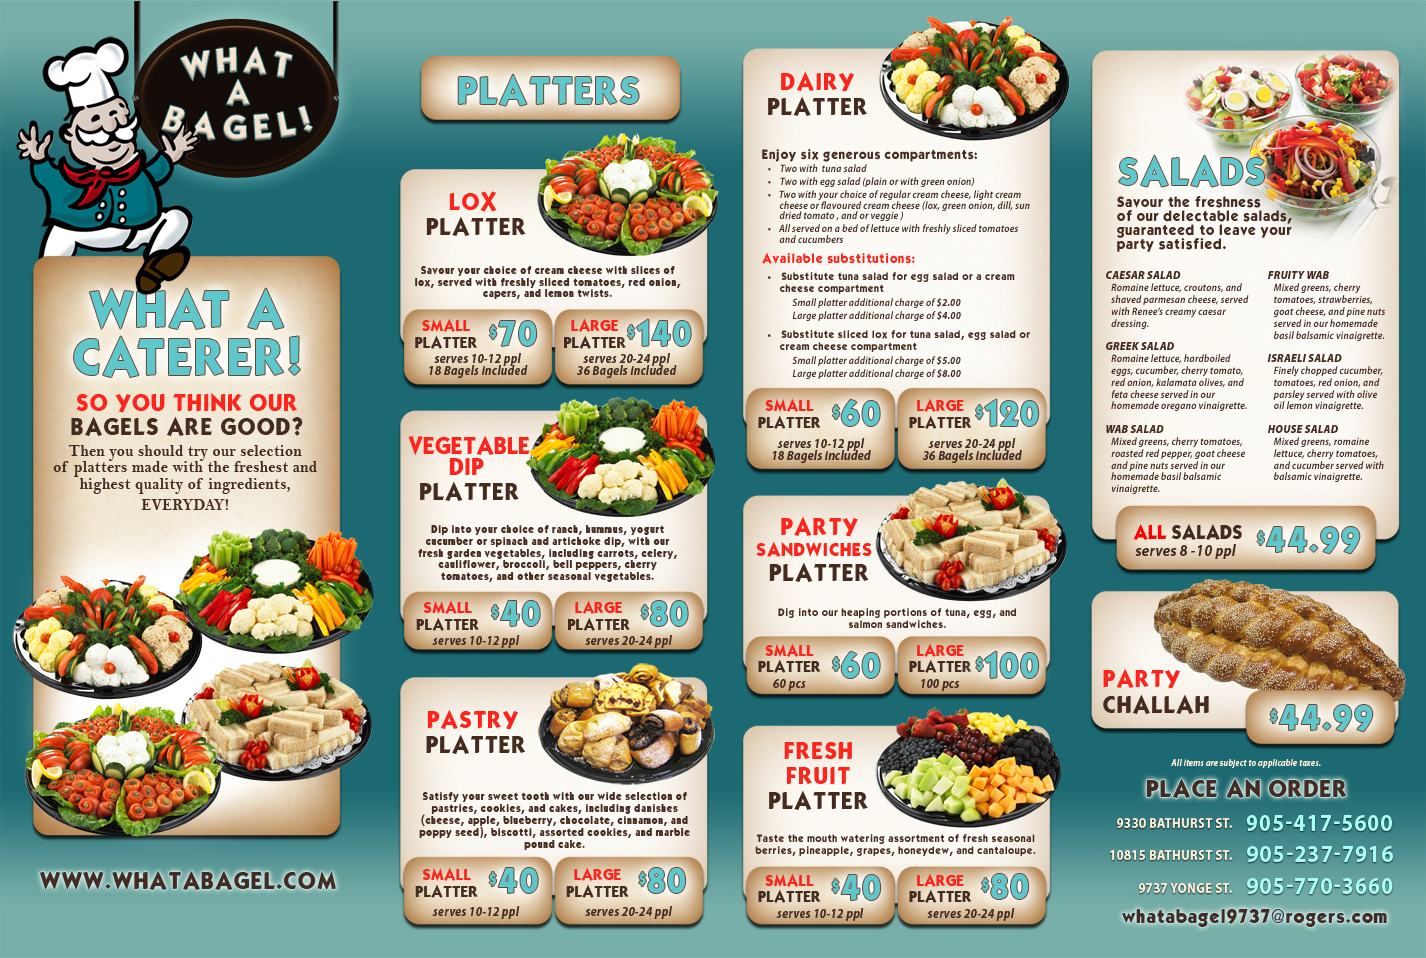 WHAT
A
BAGEL!
WHAT A
CATERER!
SO YOU THINK OUR
BAGELS ARE GOOD?
Then you should try our selection
of platters made with the freshest and
highest quality of ingredients,
EVERYDAY!
WWW.WHATABAGEL.COM
PLATTERS
LOX
PLATTER
Savour your choice of cream cheese with slices of
lox, served with freshly sliced tomatoes, red onion,
capers, and lemon twists.
SMALL
PLATTER $70
serves 10-12 ppl
18 Bagels Included
LARGE
PLATTER $140
serves 20-24 ppl
36 Bagels Included
VEGETABLE
DIP
PLATTER
Dip into your choice of ranch, hummus, yogurt
cucumber or spinach and artichoke dip, with our
fresh garden vegetables, including carrots, celery,
cauliflower, broccoli, bell peppers, cherry
tomatoes, and other seasonal vegetables.
SMALL
PLATTER $40
serves 10-12 ppl
LARGE
PLATTER $80
serves 20-24 ppl
PASTRY
PLATTER
Satisfy your sweet tooth with our wide selection of
pastries, cookies, and cakes, including danishes
(cheese, apple, blueberry, chocolate, cinnamon, and
poppy seed), biscotti, assorted cookies, and marble
pound cake.
SMALL
PLATTER $40
serves 10-12 ppl
LARGE
PLATTER $80
serves 20-24 ppl
DAIRY
PLATTER
Enjoy six generous compartments:
• Two with tuna salad
• Two with egg salad (plain or with green onion)
• Two with your choice of regular cream cheese, light cream
cheese or flavoured cream cheese (lox, green onion, dill, sun
dried tomato , and or veggie )
• All served on a bed of lettuce with freshly sliced tomatoes
and cucumbers
Available substitutions:
• Substitute tuna salad for egg salad or a cream
cheese compartment
Small platter additional charge of $2.00
Large platter additional charge of $4.00
• Substitute sliced lox for tuna salad, egg salad or
cream cheese compartment
Small platter additional charge of $5.00
Large platter additional charge of $8.00
SMALL
PLATTER $60
serves 10-12 ppl
18 Bagels Included
LARGE
PLATTER $120
serves 20-24 ppl
36 Bagels Included
PARTY
SANDWICHES
PLATTER
Dig into our heaping portions of tuna, egg, and
salmon sandwiches.
SMALL
PLATTER $60
60 pcs
LARGE
PLATTER $100
100 pcs
FRESH
FRUIT
PLATTER
Taste the mouth watering assortment of fresh seasonal
berries, pineapple, grapes, honeydew, and cantaloupe.
SMALL
PLATTER $40
serves 10-12 ppl
LARGE
PLATTER $80
serves 20-24 ppl
SALADS
Savour the freshness
of our delectable salads,
guaranteed to leave your
party satisfied.
CAESAR SALAD
Romaine lettuce, croutons, and
shaved parmesan cheese, served
with Renee's creamy caesar
dressing.
GREEK SALAD
Romaine lettuce, hardboiled
eggs, cucumber, cherry tomato,
red onion, kalamata olives, and
feta cheese served in our
homemade oregano vinaigrette.
WAB SALAD
Mixed greens, cherry tomatoes,
roasted red pepper, goat cheese
and pine nuts served in our
homemade basil balsamic
vinaigrette.
FRUITY WAB
Mixed greens, cherry
tomatoes, strawberries,
goat cheese, and pine nuts
served in our homemade
basil balsamic vinaigrette.
ISRAELI SALAD
Finely chopped cucumber,
tomatoes, red onion, and
parsley served with olive
oil lemon vinaigrette.
HOUSE SALAD
Mixed greens, romaine
lettuce, cherry tomatoes,
and cucumber served with
balsamic vinaigrette.
ALL SALADS $44.99
serves 8 -10 ppl
PARTY
CHALLAH
$44.99
All items are subject to applicable taxes.
PLACE AN ORDER
9330 BATHURST ST. 905-417-5600
10815 BATHURST ST. 905-237-7916
9737 YONGE ST. 905-770-3660
whatabagel9737@rogers.com